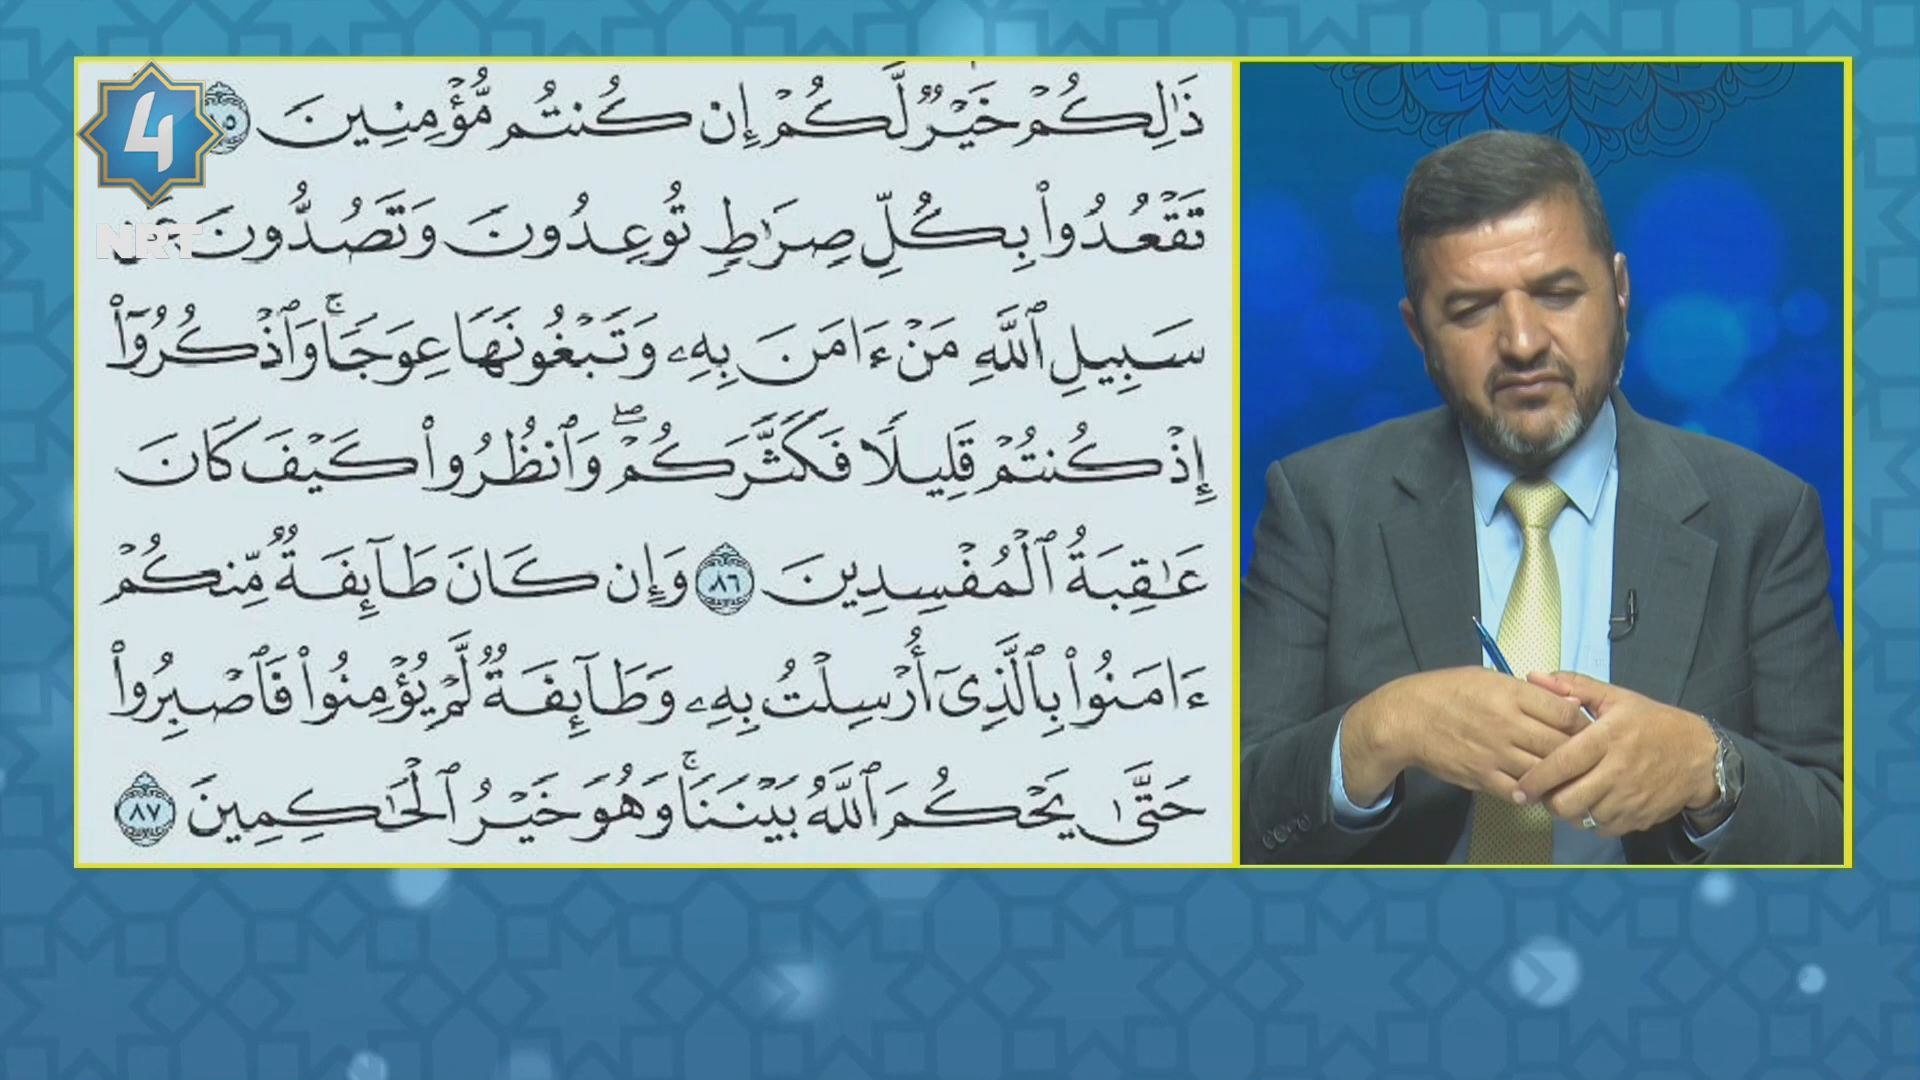 ذَٰلِكُمْ خَيْرٌ لَّكُمْ إِن كُنتُم مُّؤْمِنِينَ
تَقْعُدُوا۟ بِكُلِّ صِرَٰطٍ تُوعِدُونَ وَتَصُدُّونَ
سَبِيلِ ٱللَّهِ مَنْ ءَامَنَ بِهِۦ وَتَبْغُونَهَا عِوَجًا ۚ وَٱذْكُرُوٓا۟
إِذْ كُنتُمْ قَلِيلًا فَكَثَّرَكُمْ ۖ وَٱنظُرُوا۟ كَيْفَ كَانَ
عَٰقِبَةُ ٱلْمُفْسِدِينَ ٨٦ وَإِن كَانَ طَآئِفَةٌ مِّنكُمْ
ءَامَنُوا۟ بِٱلَّذِىٓ أُرْسِلْتُ بِهِۦ وَطَآئِفَةٌ لَّمْ يُؤْمِنُوا۟ فَٱصْبِرُوا۟
حَتَّىٰ يَحْكُمَ ٱللَّهُ بَيْنَنَا ۚ وَهُوَ خَيْرُ ٱلْحَٰكِمِينَ ٨٧
4
NRT